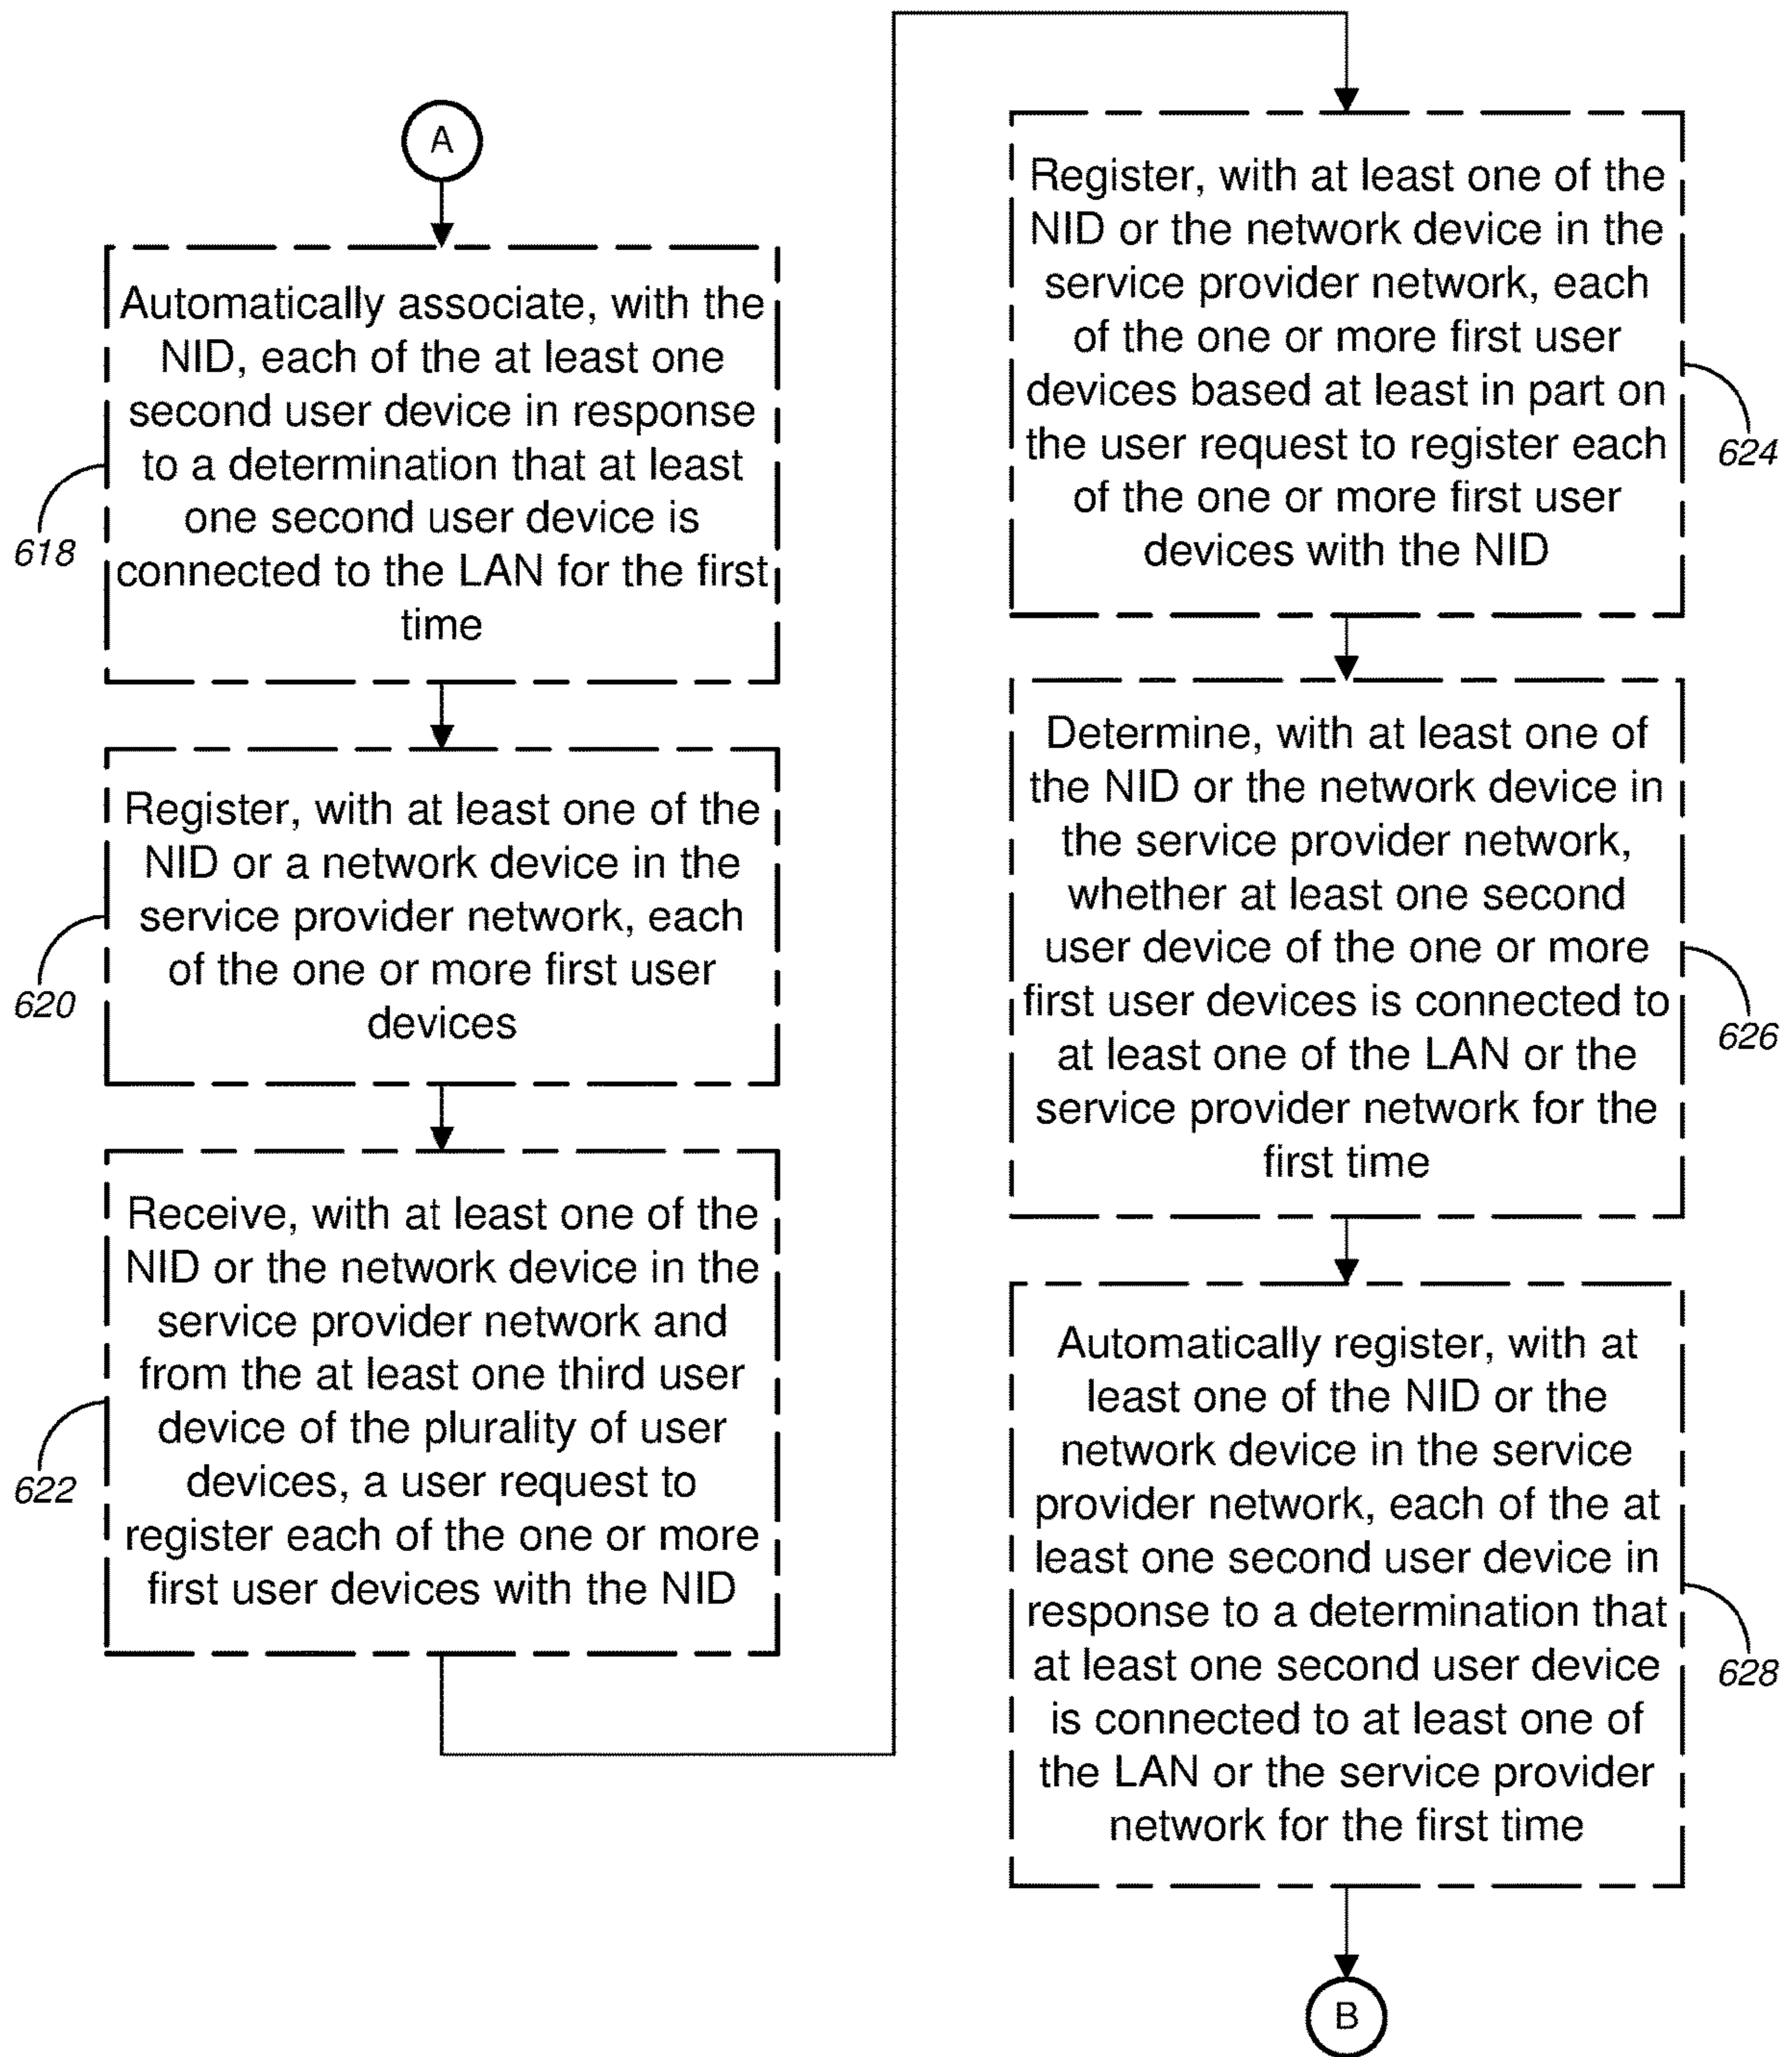 A
Automatically associate, with the
NID, each of the at least one
second user device in response
to a determination that at least
one second user device is
connected to the LAN for the first
time
618
Register, with at least one of the
NID or a network device in the
service provider network, each
of the one or more first user
devices
620
Receive, with at least one of the
NID or the network device in the
service provider network and
from the at least one third user
device of the plurality of user
devices, a user request to
register each of the one or more
first user devices with the NID
622
Register, with at least one of the
NID or the network device in the
service provider network, each
of the one or more first user
devices based at least in part on
the user request to register each
of the one or more first user
devices with the NID
624
Determine, with at least one of
the NID or the network device in
the service provider network,
whether at least one second
user device of the one or more
first user devices is connected to
at least one of the LAN or the
service provider network for the
first time
626
Automatically register, with at
least one of the NID or the
network device in the service
provider network, each of the at
least one second user device in
response to a determination that
at least one second user device
is connected to at least one of
the LAN or the service provider
network for the first time
628
B